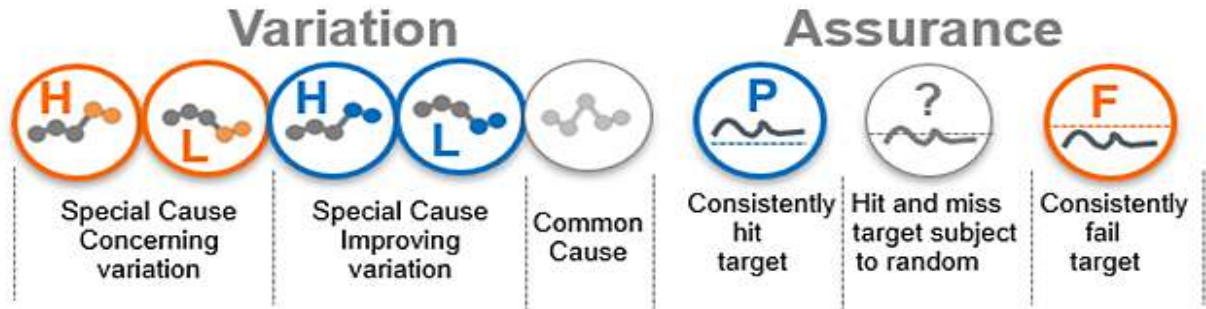 Variation
Assurance
H
L
H
L
P
?
F
Special Cause
Concerning
variation
Special Cause
Improving
variation
Common
Cause
Consistently
hit
target
Hit and miss
target subject
to random
Consistently
fail
target